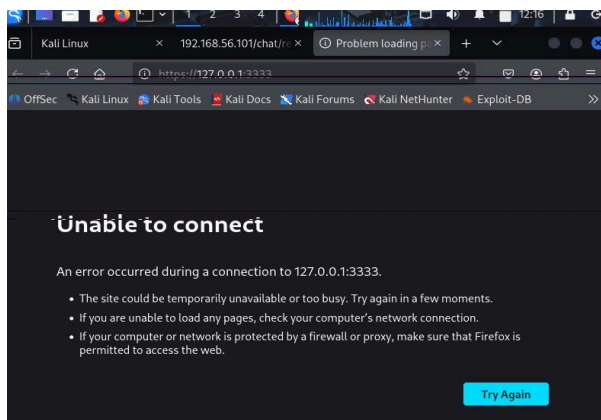 1 2 3 4 12:16 G
Kali Linux × 192.168.56.101/chat/re × Problem loading pa × + 
https://127.0.0.1:3333
OffSec Kali Linux Kali Tools Kali Docs Kali Forums Kali NetHunter Exploit-DB »
Unable to connect
An error occurred during a connection to 127.0.0.1:3333.
• The site could be temporarily unavailable or too busy. Try again in a few moments.
• If you are unable to load any pages, check your computer's network connection.
• If your computer or network is protected by a firewall or proxy, make sure that Firefox is
permitted to access the web.
Try Again